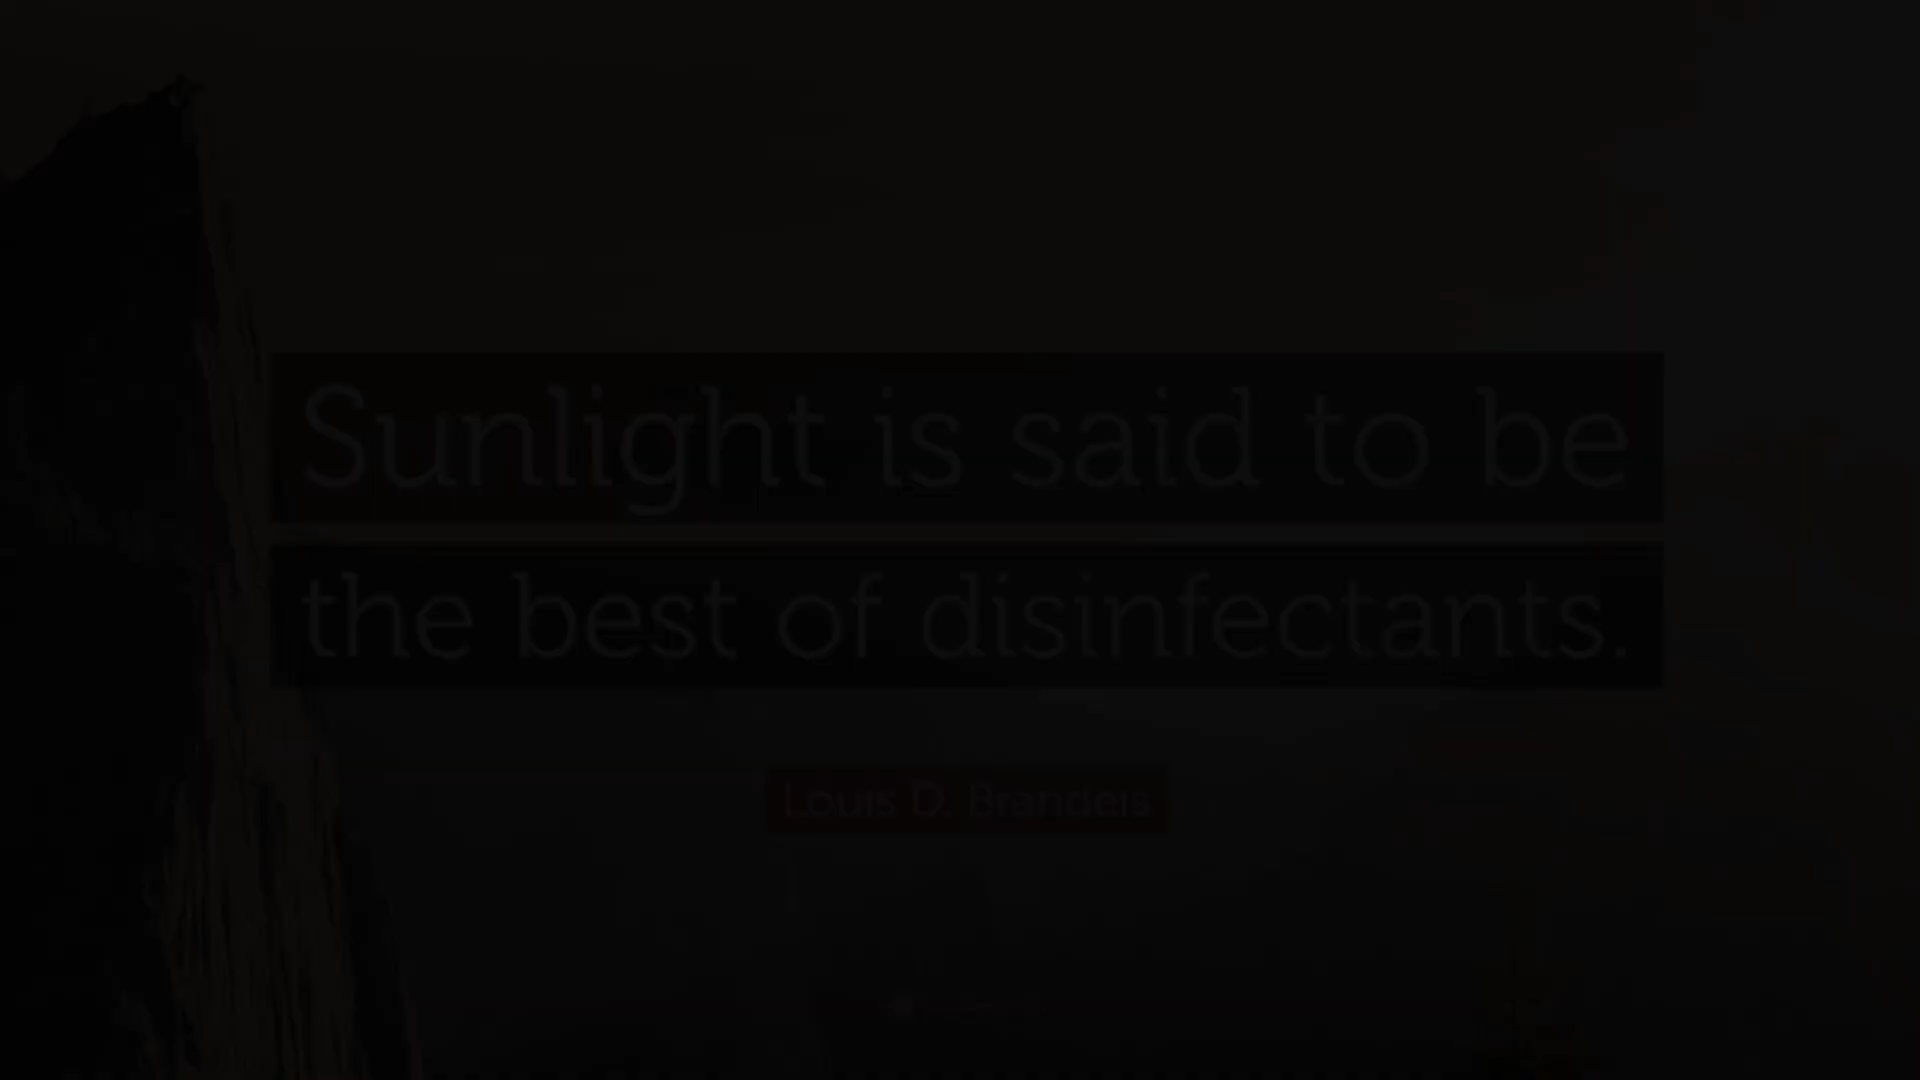 Sunlight is said to be
the best of disinfectants.
Louis D. Brandeis